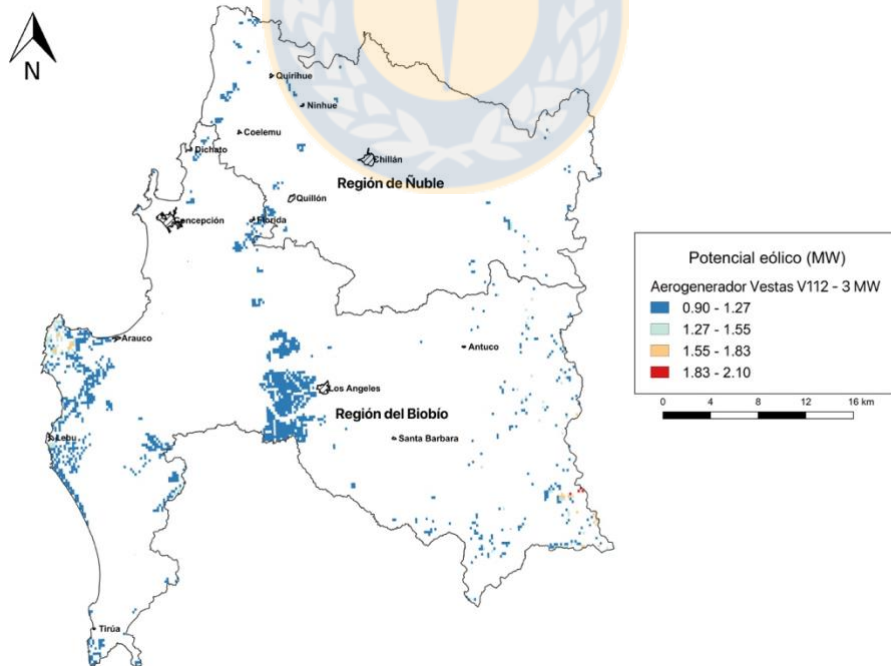 N
Quirihue
Ninhue
Coelemu
Dichato
Chillán
Región de Ñuble
Quillón
Concepción
Florida
Potencial eólico (MW)
Aerogenerador Vestas V112 - 3 MW
0.90 - 1.27
1.27 - 1.55
1.55 - 1.83
1.83 - 2.10
0 4 8 12 16 km
Arauco
Antuco
Los Angeles
Región del Biobío
Lebu
Santa Barbara
Tirúa